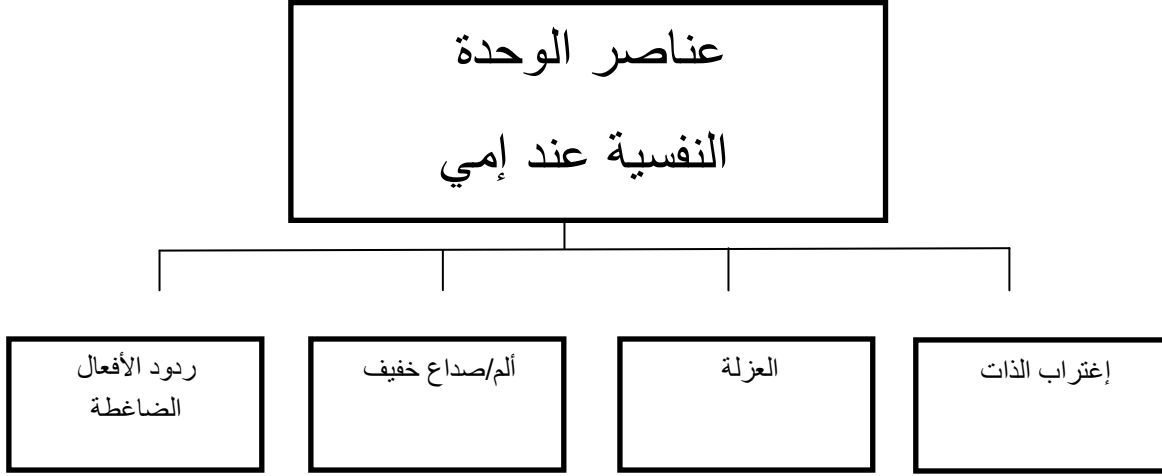 عناصر الوحدة
النفسية عند إمي
إغتراب الذات
العزلة
ألم/صداع خفيف
ردود الأفعال
الضاغطة